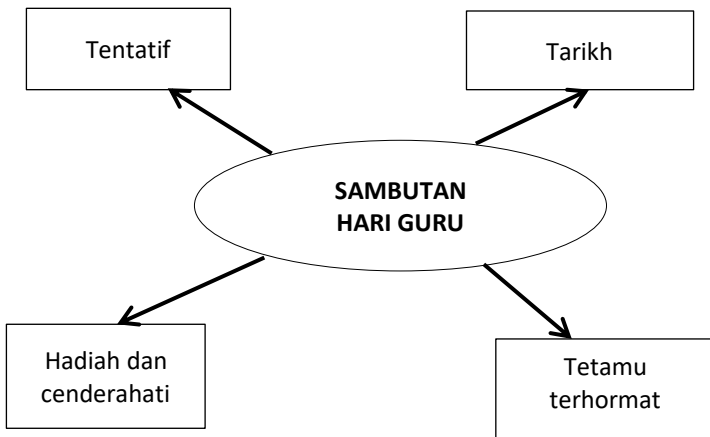 Tentatif
Tarikh
SAMBUTAN
HARI GURU
Hadiah dan
cenderahati
Tetamu
terhormat